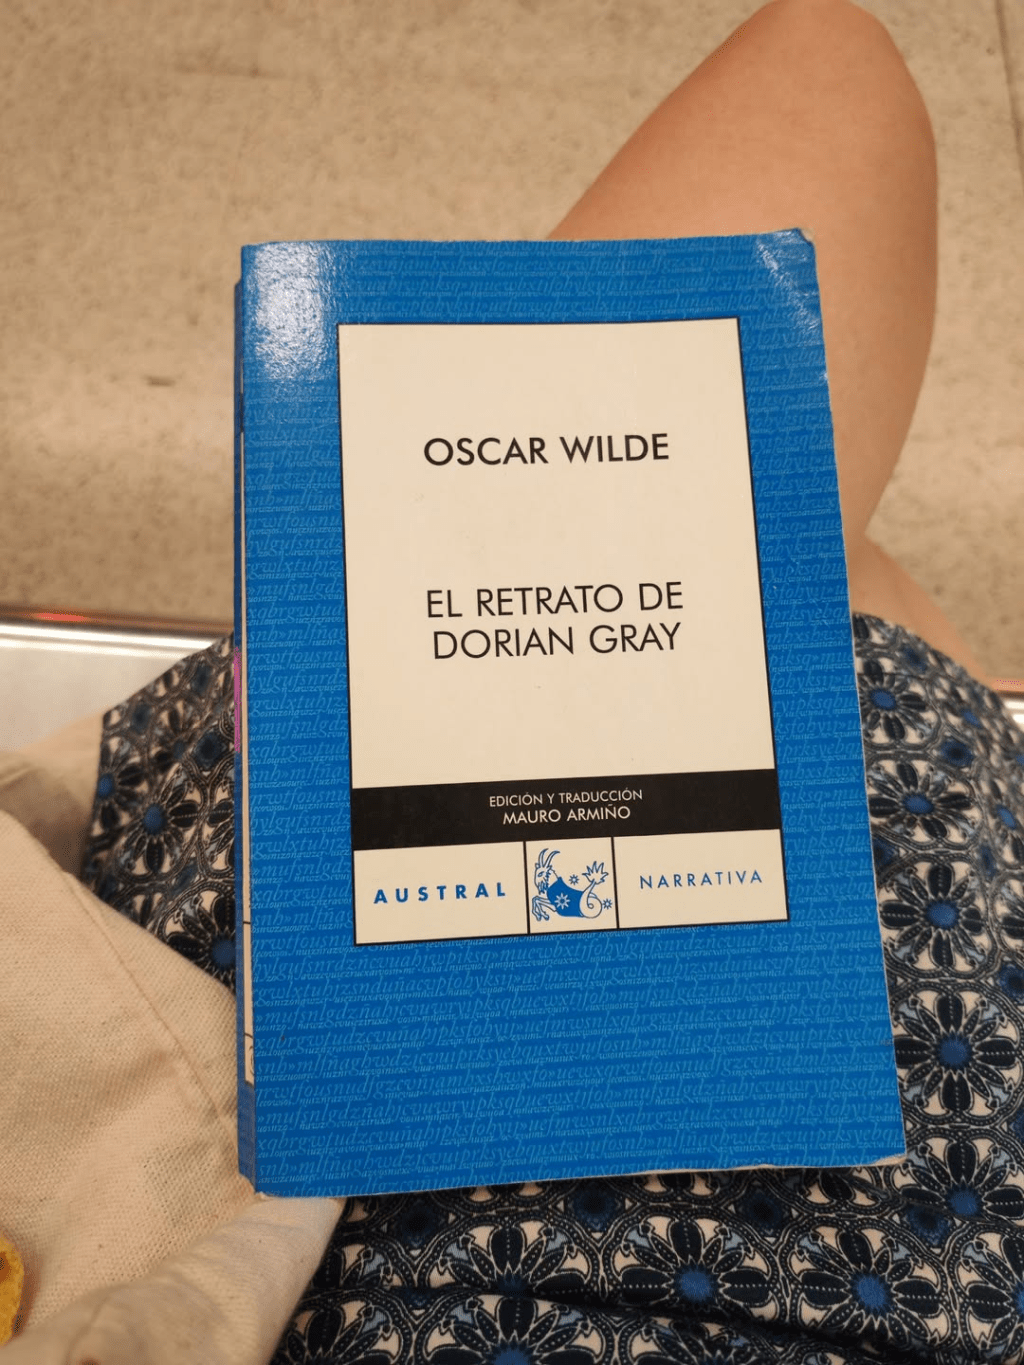 OSCAR WILDE
EL RETRATO DE
DORIAN GRAY
EDICIÓN Y TRADUCCIÓN
MAURO ARMIÑO
AUSTRAL
NARRATIVA